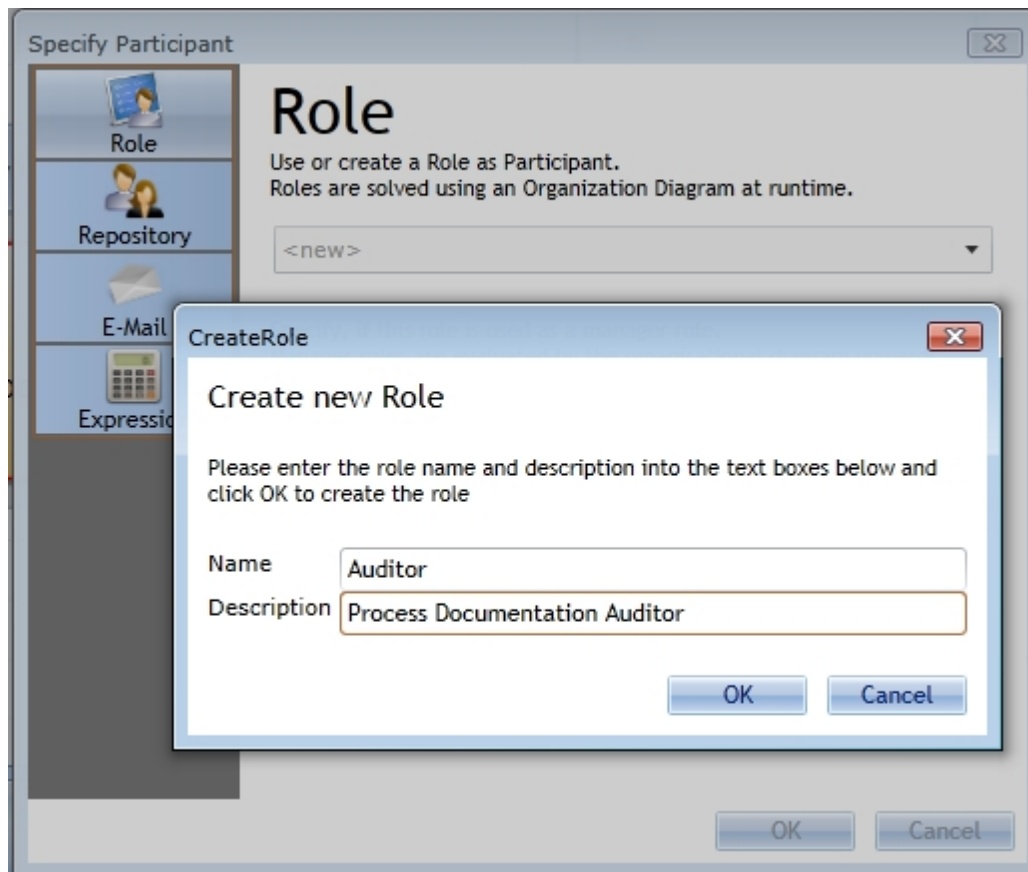 Specify Participant
Role
Repository
E-Mail
Role
Use or create a Role as Participant.
Roles are solved using an Organization Diagram at runtime.
<new>
CreateRole
Create new Role
Please enter the role name and description into the text boxes below and
click OK to create the role
Name Auditor
Description Process Documentation Auditor
OK Cancel
OK Cancel